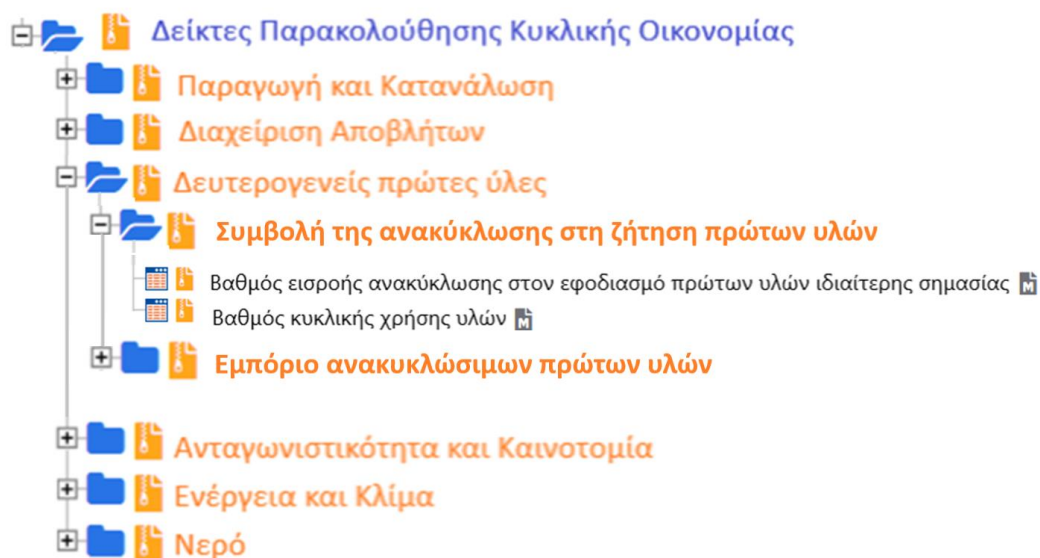 Δείκτες Παρακολούθησης Κυκλικής Οικονομίας
Παραγωγή και Κατανάλωση
Διαχείριση Αποβλήτων
Δευτερογενείς πρώτες ύλες
Συμβολή της ανακύκλωσης στη ζήτηση πρώτων υλών
Βαθμός εισροής ανακύκλωσης στον εφοδιασμό πρώτων υλών ιδιαίτερης σημασίας M
Βαθμός κυκλικής χρήσης υλών M
Εμπόριο ανακυκλώσιμων πρώτων υλών
Ανταγωνιστικότητα και Καινοτομία
Ενέργεια και Κλίμα
Νερό